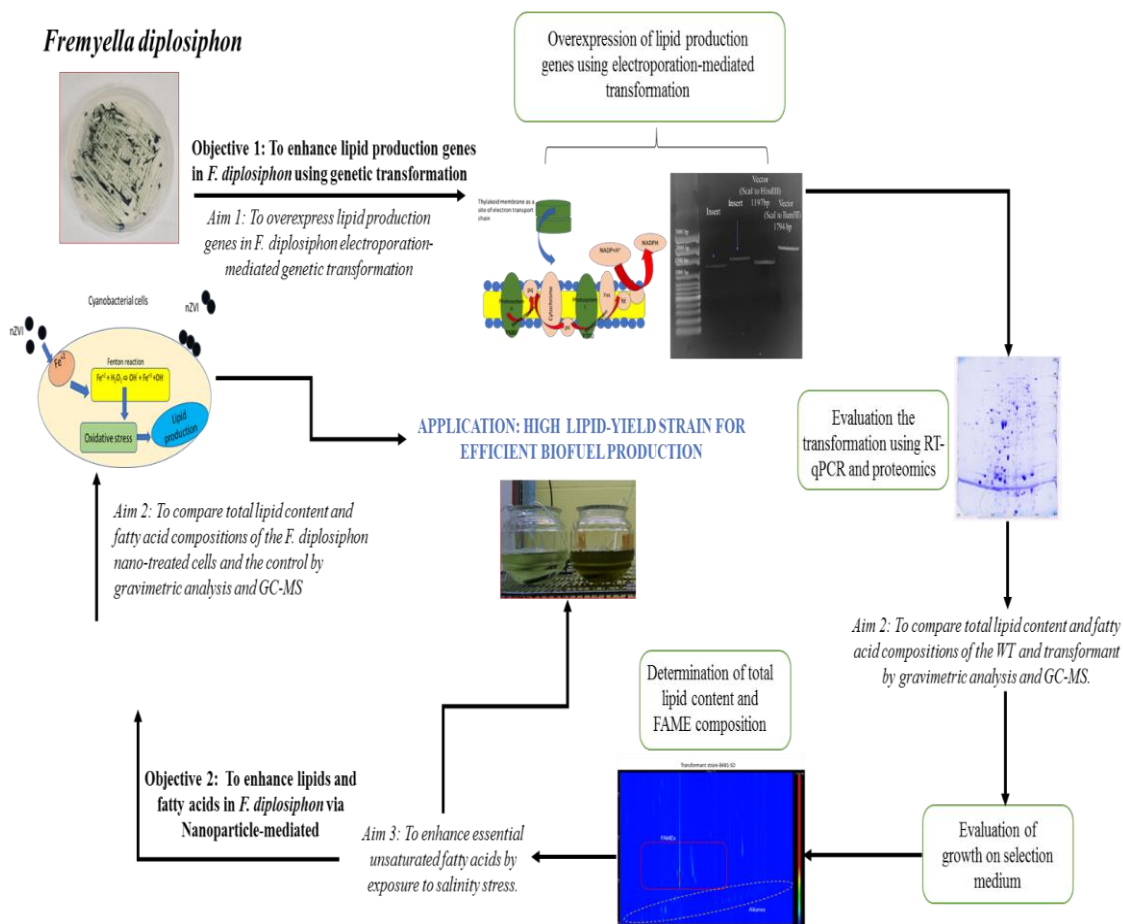 Fremyella diplosiphon
Overexpression of lipid production
genes using electroporation-mediated
transformation
Objective 1: To enhance lipid production genes
in F. diplosiphon using genetic transformation
Aim 1: To overexpress lipid production
genes in F. diplosiphon electroporation-
mediated genetic transformation
Thylakoid membrane as a
site of electron transport
chain
NADP+H⁺
NADPH
Cytochrome
Insert
Insert
Vector
(ScaI to HindIII)
1197bp
Vector
(ScaI to BamHI)
1794 bp
Cyanobacterial cells
nZVI
nZVI
Fe⁺²
Fenton reaction
Oxidative stress
Lipid
production
APPLICATION: HIGH LIPID-YIELD STRAIN FOR
EFFICIENT BIOFUEL PRODUCTION
Evaluation the
transformation using RT-
qPCR and proteomics
Aim 2: To compare total lipid content and
fatty acid compositions of the F. diplosiphon
nano-treated cells and the control by
gravimetric analysis and GC-MS
Aim 2: To compare total lipid content and fatty
acid compositions of the WT and transformant
by gravimetric analysis and GC-MS.
Determination of total
lipid content and
FAME composition
Objective 2: To enhance lipids and
fatty acids in F. diplosiphon via
Nanoparticle-mediated
Aim 3: To enhance essential
unsaturated fatty acids by
exposure to salinity stress.
FAMEs
Alkanes
Evaluation of
growth on selection
medium